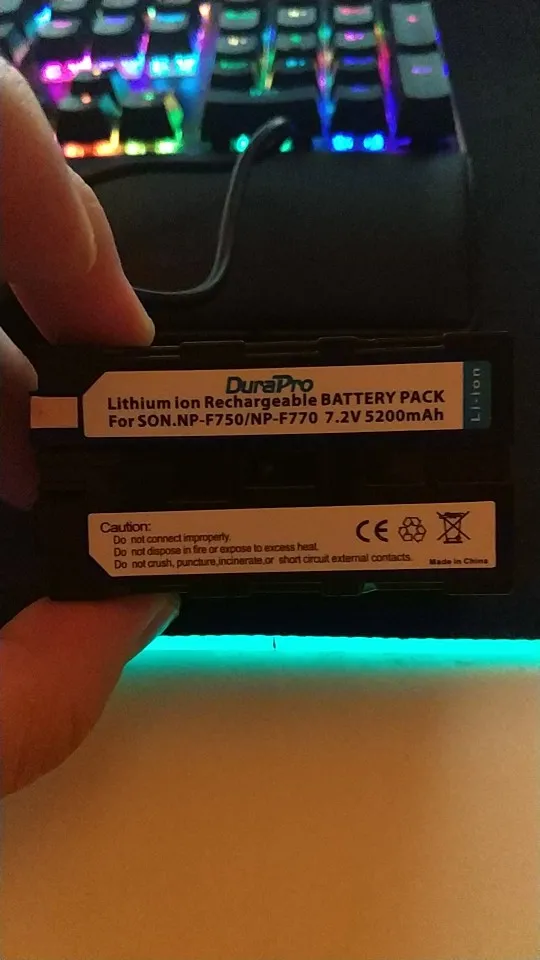 DuraPro
Lithium ion Rechargeable BATTERY PACK
For SON.NP-F750/NP-F770 7.2V 5200mAh
Li-ion
Caution:
Do not connect improperly.
Do not dispose in fire or expose to excess heat.
Do not crush, puncture,incinerate,or short circuit external contacts.
CE
Made in China